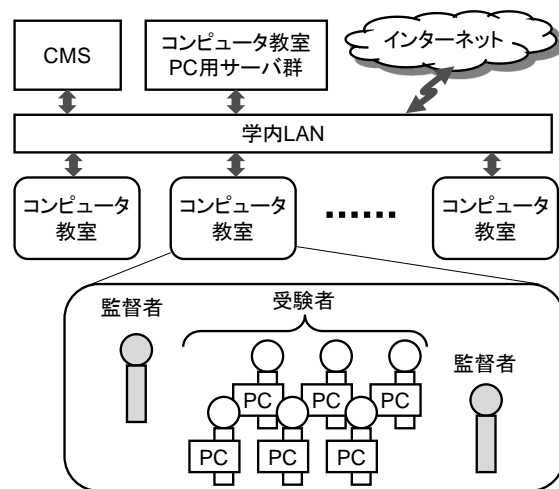 CMS
コンピュータ教室
PC用サーバ群
インターネット
学内LAN
コンピュータ
教室
コンピュータ
教室
……
コンピュータ
教室
監督者
受験者
監督者
PC
PC
PC
PC
PC
PC